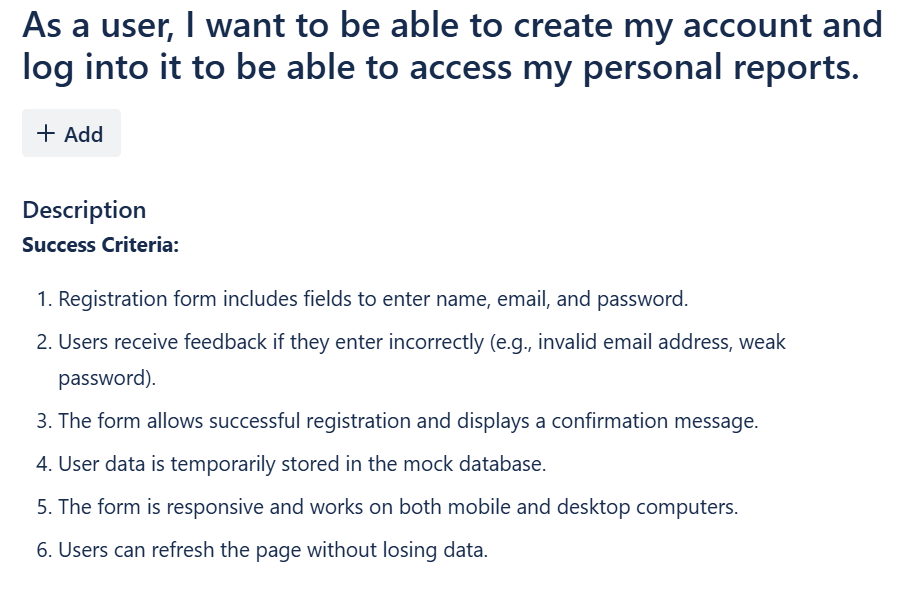 As a user, I want to be able to create my account and
log into it to be able to access my personal reports.
+ Add
Description
Success Criteria:
1. Registration form includes fields to enter name, email, and password.
2. Users receive feedback if they enter incorrectly (e.g., invalid email address, weak
password).
3. The form allows successful registration and displays a confirmation message.
4. User data is temporarily stored in the mock database.
5. The form is responsive and works on both mobile and desktop computers.
6. Users can refresh the page without losing data.